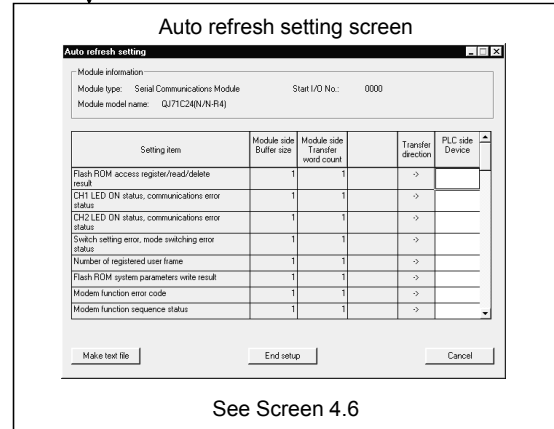 Auto refresh setting screen
Auto refresh setting
Module information
Module type: Serial Communications Module Start I/O No.: 0000
Module model name: QJ71C24(N/N-R4)
Setting item Module side Buffer size Module side Transfer word count Transfer direction PLC side Device
Flash ROM access register/read/delete result 1 1 ->
CH1 LED ON status, communications error status 1 1 ->
CH2 LED ON status, communications error status 1 1 ->
Switch setting error, mode switching error status 1 1 ->
Number of registered user frame 1 1 ->
Flash ROM system parameters write result 1 1 ->
Modem function error code 1 1 ->
Modem function sequence status 1 1 ->
Make text file End setup Cancel
See Screen 4.6